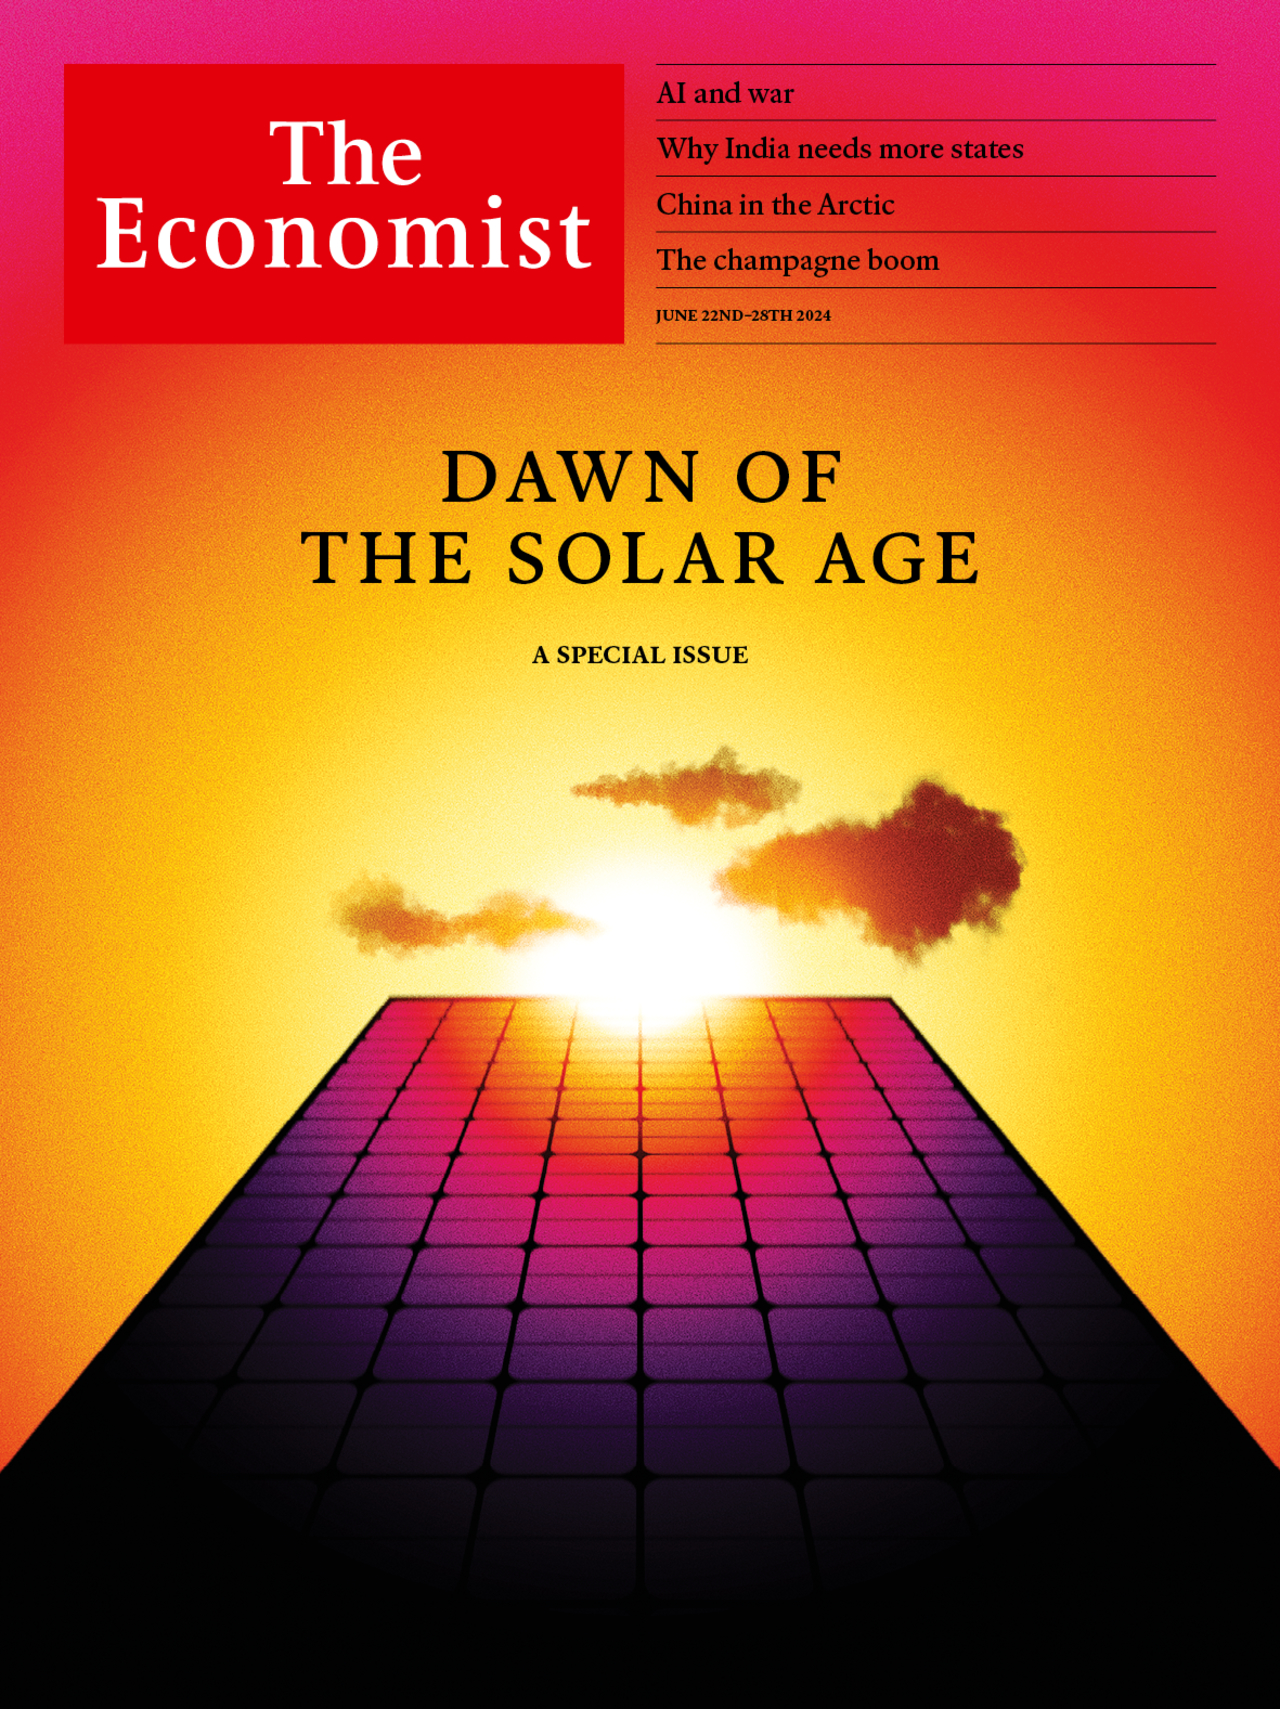 The
Economist
AI and war
Why India needs more states
China in the Arctic
The champagne boom
JUNE 22ND–28TH 2024
DAWN OF
THE SOLAR AGE
A SPECIAL ISSUE